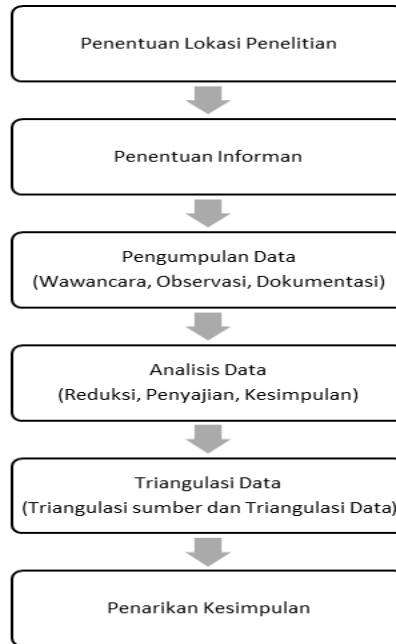 Penentuan Lokasi Penelitian
Penentuan Informan
Pengumpulan Data
(Wawancara, Observasi, Dokumentasi)
Analisis Data
(Reduksi, Penyajian, Kesimpulan)
Triangulasi Data
(Triangulasi sumber dan Triangulasi Data)
Penarikan Kesimpulan